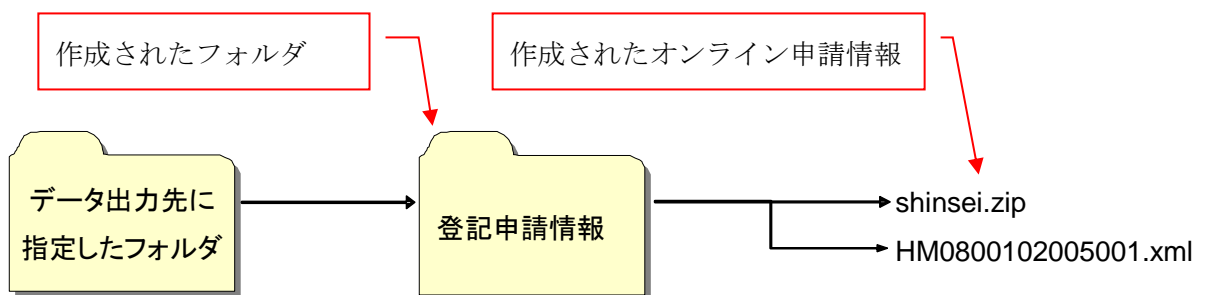 作成されたフォルダ
作成されたオンライン申請情報
データ出力先に
指定したフォルダ
登記申請情報
shinsei.zip
HM0800102005001.xml